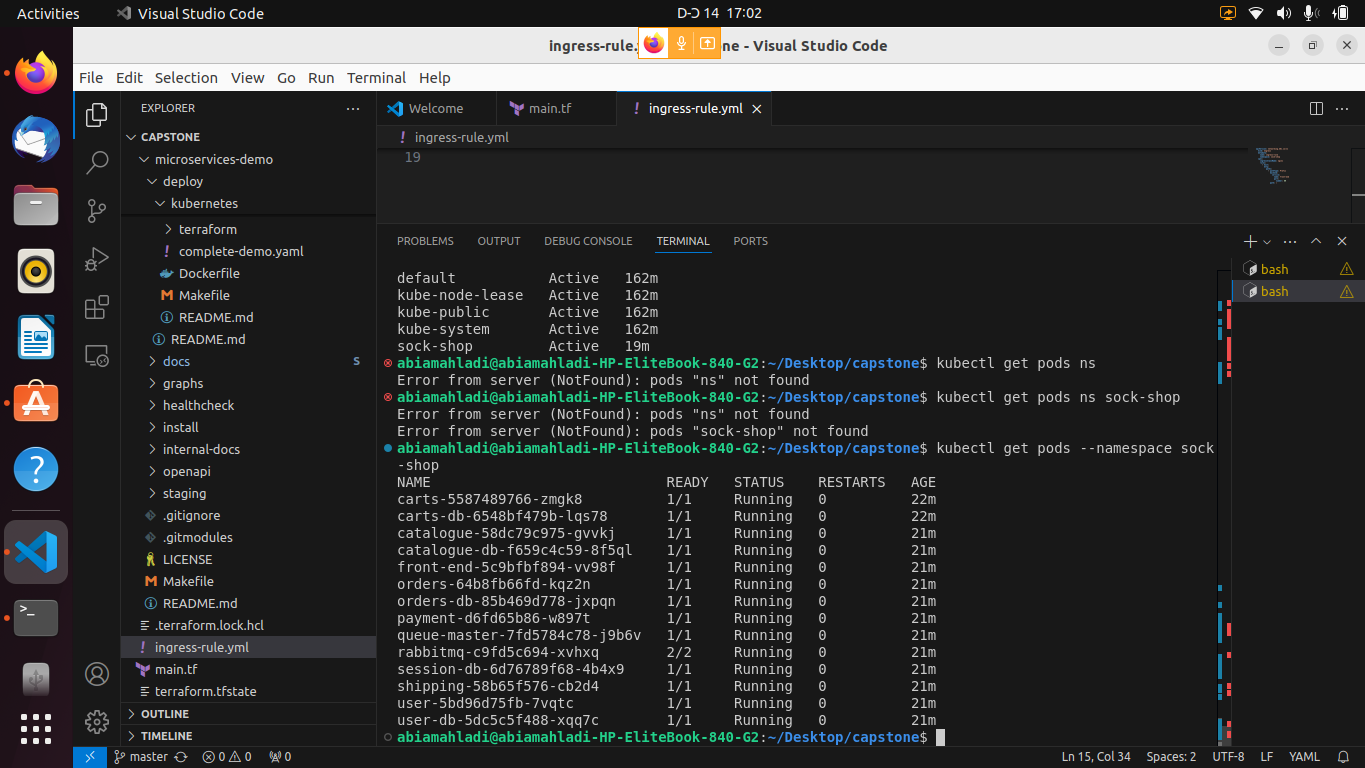 Activities
Visual Studio Code
D-Ɔ 14 17:02
ingress-rule.
ne - Visual Studio Code
File Edit Selection View Go Run Terminal Help
EXPLORER
CAPSTONE
microservices-demo
deploy
kubernetes
terraform
complete-demo.yaml
Dockerfile
Makefile
README.md
README.md
docs S
graphs
healthcheck
install
internal-docs
openapi
staging
.gitignore
.gitmodules
LICENSE
Makefile
README.md
.terraform.lock.hcl
ingress-rule.yml
main.tf
terraform.tfstate
OUTLINE
TIMELINE
Welcome
main.tf
ingress-rule.yml
ingress-rule.yml
19
PROBLEMS OUTPUT DEBUG CONSOLE TERMINAL PORTS
bash
bash
default Active 162m
kube-node-lease Active 162m
kube-public Active 162m
kube-system Active 162m
sock-shop Active 19m
abiamahladi@abiamahladi-HP-EliteBook-840-G2:~/Desktop/capstone$ kubectl get pods ns
Error from server (NotFound): pods "ns" not found
abiamahladi@abiamahladi-HP-EliteBook-840-G2:~/Desktop/capstone$ kubectl get pods ns sock-shop
Error from server (NotFound): pods "ns" not found
Error from server (NotFound): pods "sock-shop" not found
abiamahladi@abiamahladi-HP-EliteBook-840-G2:~/Desktop/capstone$ kubectl get pods --namespace sock
-shop
NAME READY STATUS RESTARTS AGE
carts-5587489766-zmgk8 1/1 Running 0 22m
carts-db-6548bf479b-lqs78 1/1 Running 0 22m
catalogue-58dc79c975-gvvkj 1/1 Running 0 21m
catalogue-db-f659c4c59-8f5ql 1/1 Running 0 21m
front-end-5c9bfbf894-vv98f 1/1 Running 0 21m
orders-64b8fb66fd-kqz2n 1/1 Running 0 21m
orders-db-85b469d778-jxpqn 1/1 Running 0 21m
payment-d6fd65b86-w897t 1/1 Running 0 21m
queue-master-7fd5784c78-j9b6v 1/1 Running 0 21m
rabbitmq-c9fd5c694-xvhxq 2/2 Running 0 21m
session-db-6d76789f68-4b4x9 1/1 Running 0 21m
shipping-58b65f576-cb2d4 1/1 Running 0 21m
user-5bd96d75fb-7vqtc 1/1 Running 0 21m
user-db-5dc5c5f488-xqq7c 1/1 Running 0 21m
abiamahladi@abiamahladi-HP-EliteBook-840-G2:~/Desktop/capstone$
master 0 0 0
Ln 15, Col 34 Spaces: 2 UTF-8 LF YAML